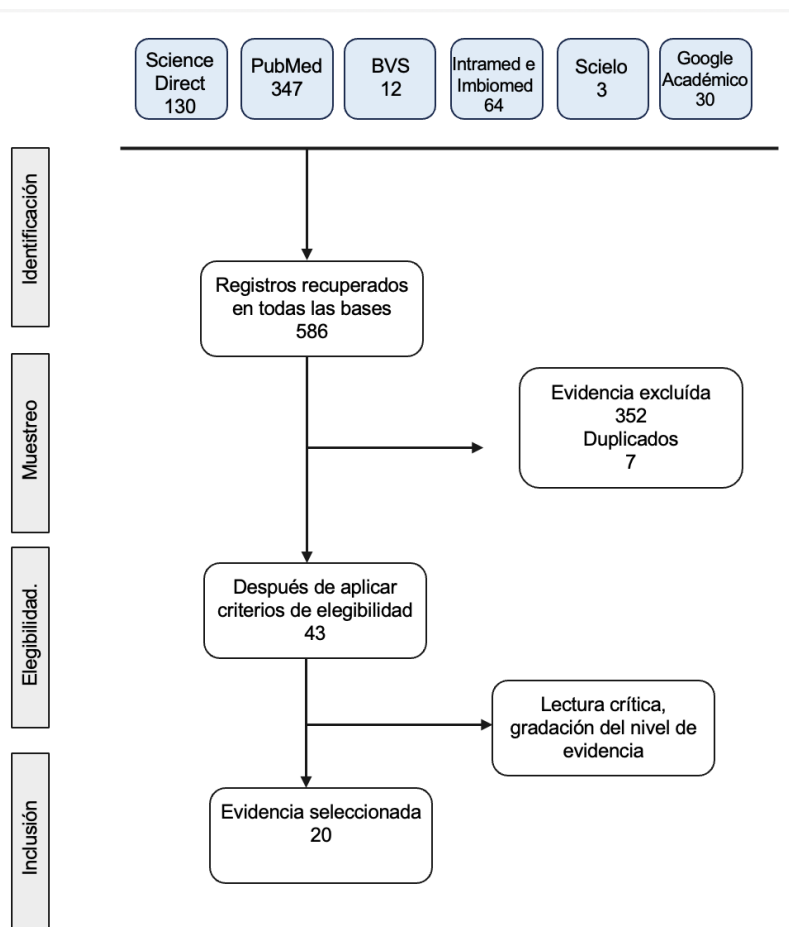 Science
Direct
130
PubMed
347
BVS
12
Intramed e
Imbiomed
64
Scielo
3
Google
Académico
30
Identificación
Registros recuperados
en todas las bases
586
Muestreo
Evidencia excluída
352
Duplicados
7
Elegibilidad.
Después de aplicar
criterios de elegibilidad
43
Lectura crítica,
gradación del nivel de
evidencia
Inclusión
Evidencia seleccionada
20